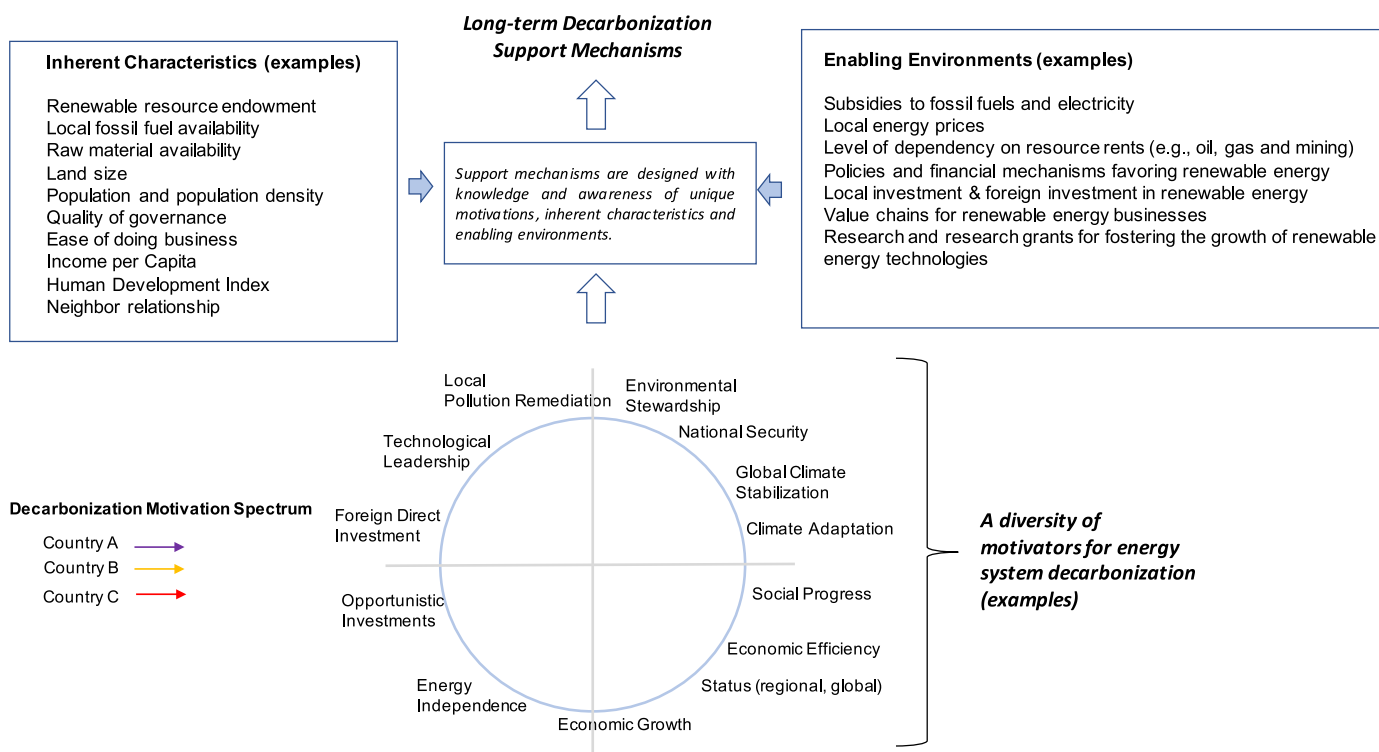 Long-term Decarbonization
Support Mechanisms
Inherent Characteristics (examples)
Renewable resource endowment
Local fossil fuel availability
Raw material availability
Land size
Population and population density
Quality of governance
Ease of doing business
Income per Capita
Human Development Index
Neighbor relationship
Support mechanisms are designed with
knowledge and awareness of unique
motivations, inherent characteristics and
enabling environments.
Enabling Environments (examples)
Subsidies to fossil fuels and electricity
Local energy prices
Level of dependency on resource rents (e.g., oil, gas and mining)
Policies and financial mechanisms favoring renewable energy
Local investment & foreign investment in renewable energy
Value chains for renewable energy businesses
Research and research grants for fostering the growth of renewable
energy technologies
Decarbonization Motivation Spectrum
Country A
Country B
Country C
Local
Pollution Remediation
Technological
Leadership
Foreign Direct
Investment
Opportunistic
Investments
Energy
Independence
Economic Growth
Environmental
Stewardship
National Security
Global Climate
Stabilization
Climate Adaptation
Social Progress
Economic Efficiency
Status (regional, global)
A diversity of
motivators for energy
system decarbonization
(examples)